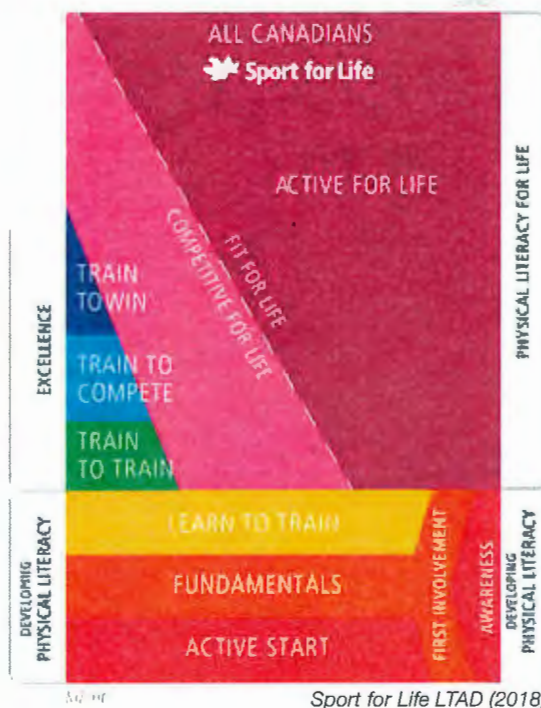 ALL CANADIANS
Sport for Life
ACTIVE FOR LIFE
FIT FOR LIFE
COMPETITIVE FOR LIFE
TRAIN
TO WIN
TRAIN TO
COMPETE
TRAIN
TO TRAIN
LEARN TO TRAIN
FUNDAMENTALS
ACTIVE START
FIRST INVOLVEMENT
AWARENESS
EXCELLENCE
DEVELOPING
PHYSICAL LITERACY
PHYSICAL LITERACY FOR LIFE
DEVELOPING
PHYSICAL LITERACY
Sport for Life LTAD (2018